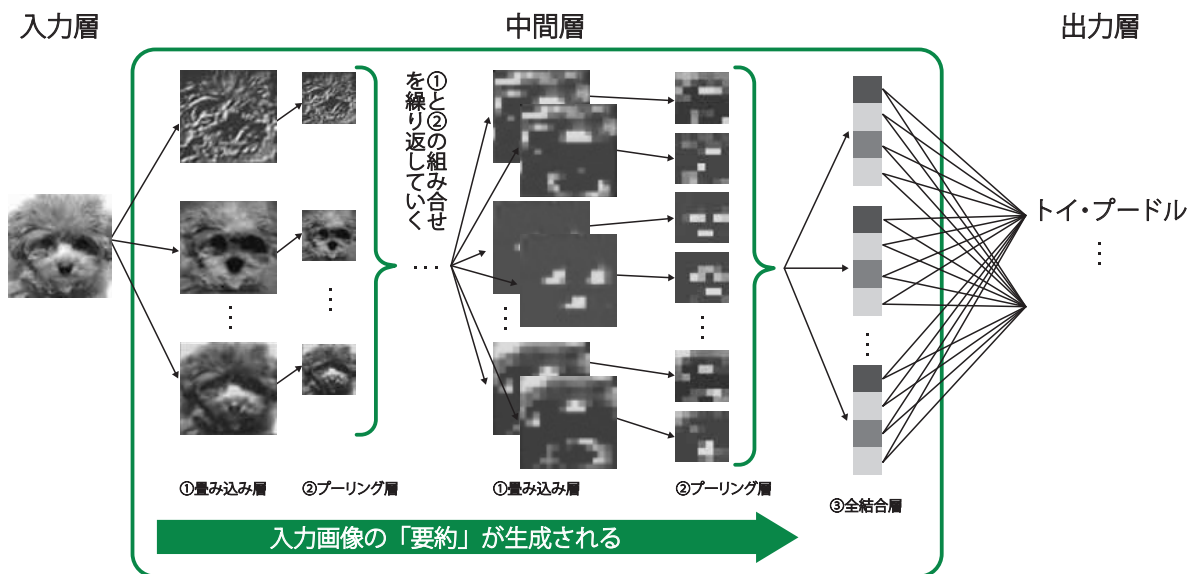 入力層
中間層
出力層
①と②の組み合せ
を繰り返していく
トイ・プードル
①畳み込み層
②プーリング層
①畳み込み層
②プーリング層
③全結合層
入力画像の「要約」が生成される